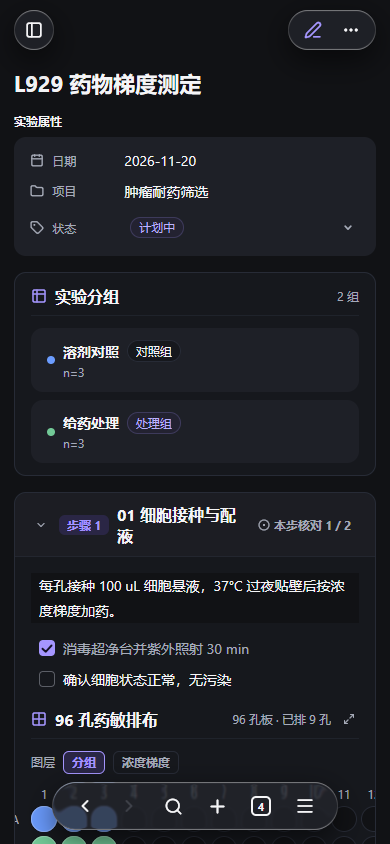 L929 药物梯度测定
实验属性
日期 2026-11-20
项目 肿瘤耐药筛选
状态 计划中
实验分组 2 组
溶剂对照 对照组
n=3
给药处理 处理组
n=3
步骤 1 01 细胞接种与配液 本步核对 1 / 2
每孔接种 100 uL 细胞悬液，37°C 过夜贴壁后按浓
度梯度加药。
消毒超净台并紫外照射 30 min
确认细胞状态正常，无污染
96 孔药敏排布 96 孔板 · 已排 9 孔
图层 分组 浓度梯度
1 2 3 11
A
4